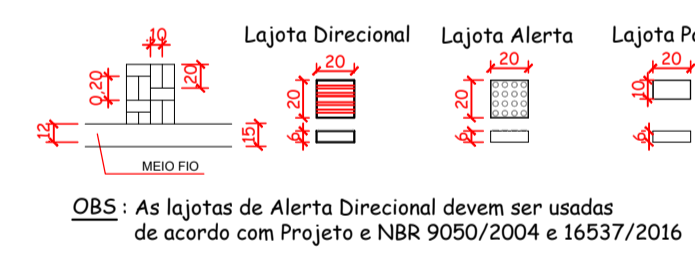 Lajota Direcional
Lajota Alerta
Lajota
.10
20
0,20
12
15
MEIO FIO
20
20
6
20
20
6
20
10
6
OBS : As lajotas de Alerta Direcional devem ser usadas
de acordo com Projeto e NBR 9050/2004 e 16537/2016